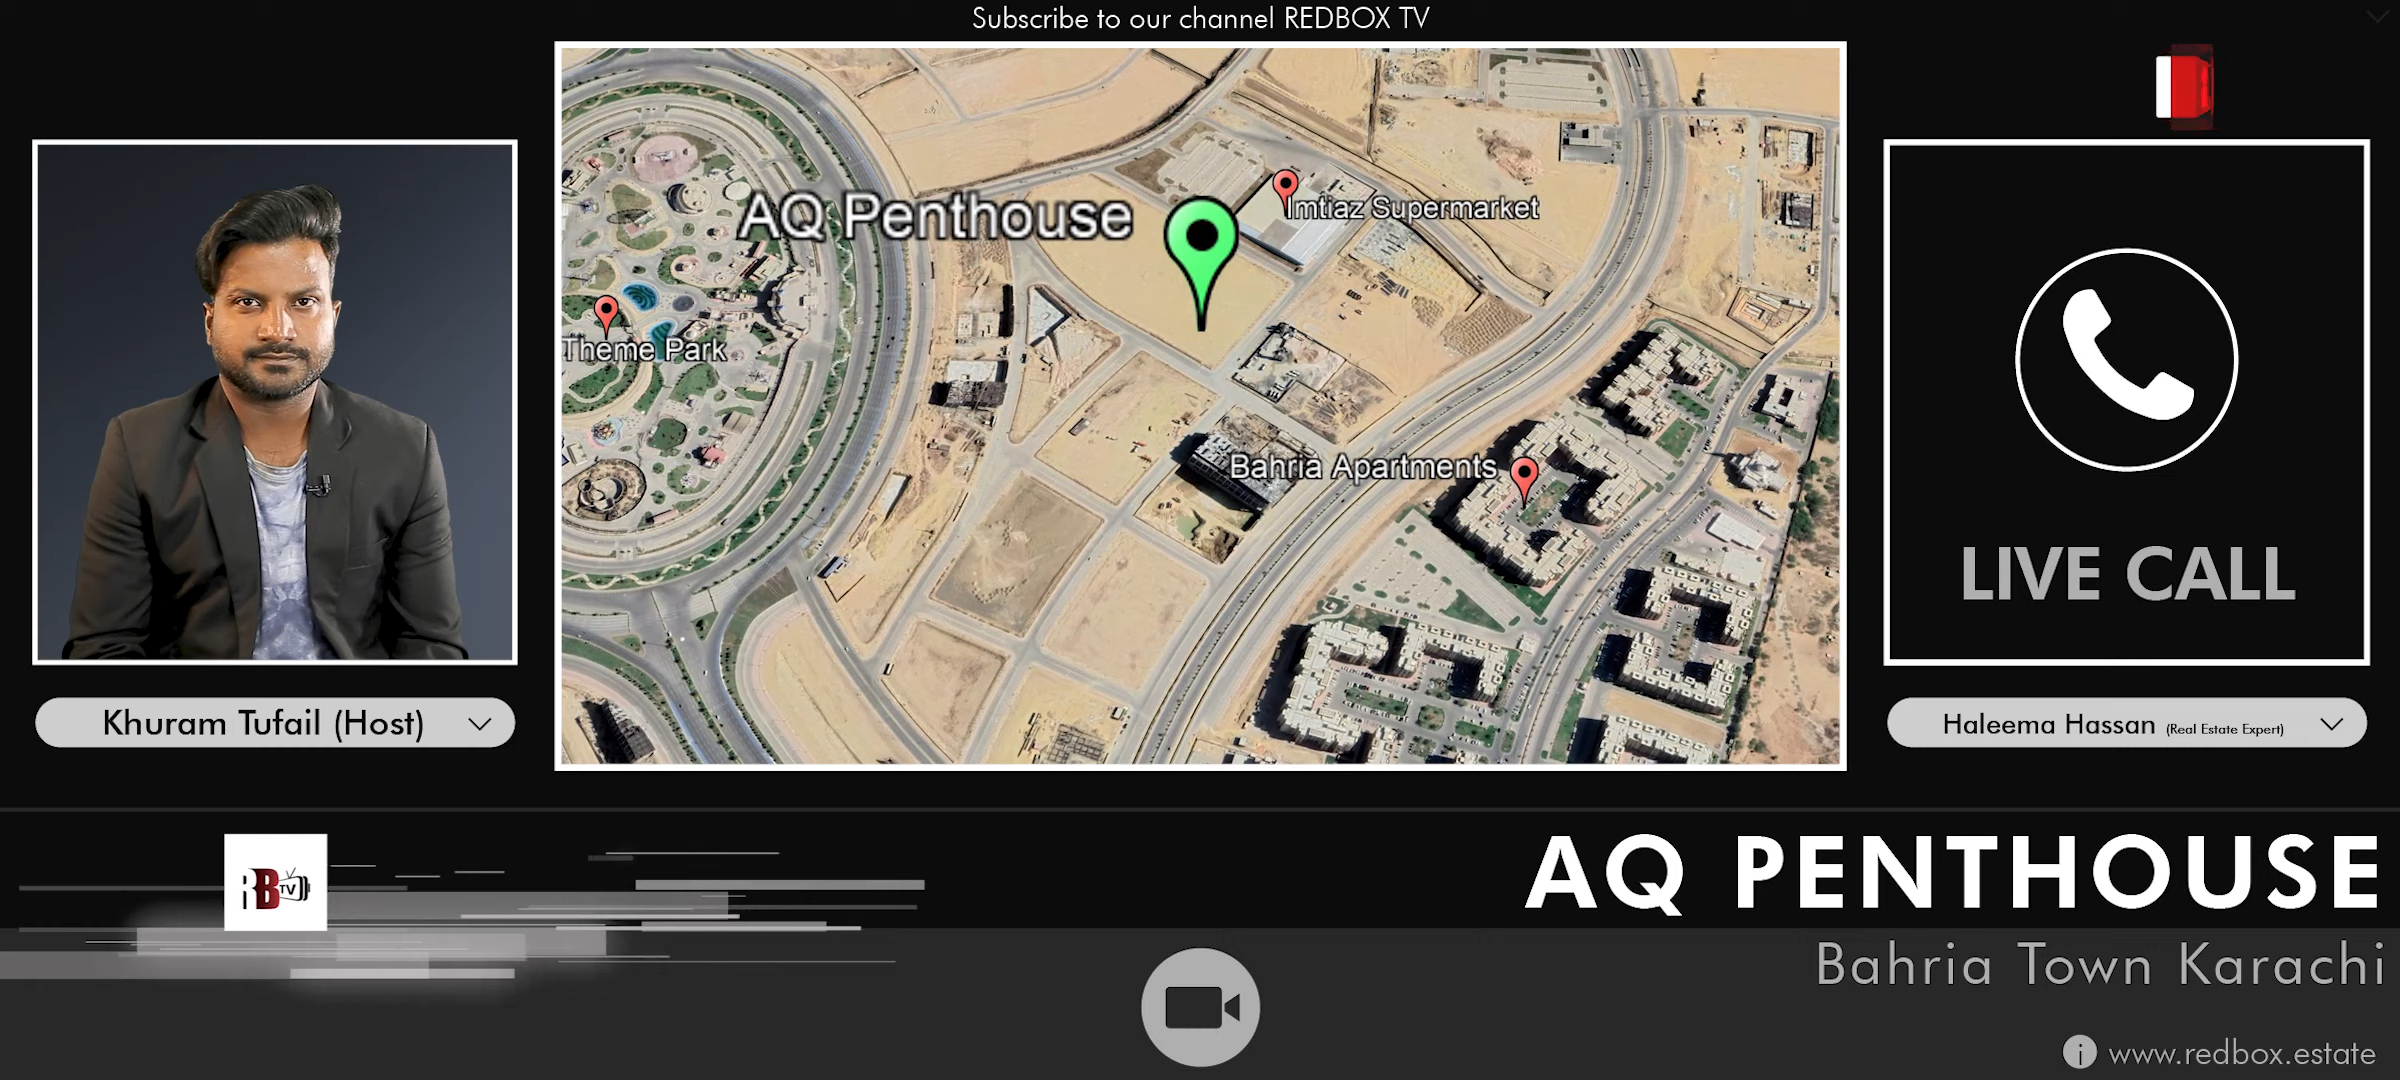 Subscribe to our channel REDBOX TV
AQ Penthouse
Imtiaz Supermarket
Theme Park
Bahria Apartments
LIVE CALL
Khuram Tufail (Host)
Haleema Hassan (Real Estate Expert)
RB TV
AQ PENTHOUSE
Bahria Town Karachi
i www.redbox.estate